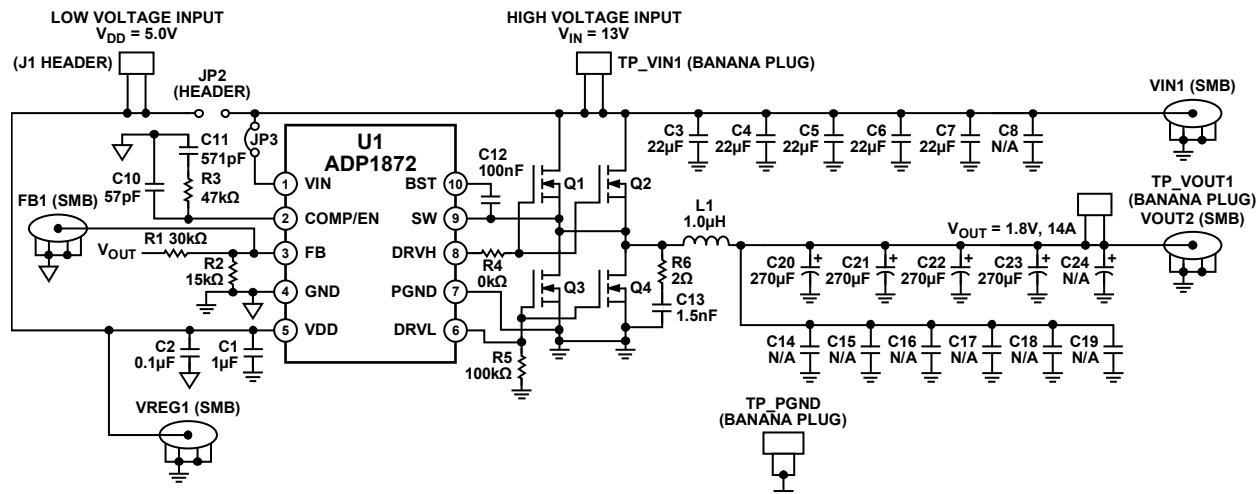 LOW VOLTAGE INPUT
VDD = 5.0V
(J1 HEADER)
JP2
(HEADER)
HIGH VOLTAGE INPUT
VIN = 13V
TP_VIN1 (BANANA PLUG)
VIN1 (SMB)
JP3
C11
571pF
C10
57pF
R3
47kΩ
FB1 (SMB)
VOUT
R1 30kΩ
R2
15kΩ
U1
ADP1872
1 VIN
2 COMP/EN
3 FB
4 GND
5 VDD
BST 10
SW 9
DRVH 8
PGND 7
DRVL 6
C12
100nF
Q1
Q2
R4
0kΩ
Q3
Q4
R5
100kΩ
C3
22µF
C4
22µF
C5
22µF
C6
22µF
C7
22µF
C8
N/A
L1
1.0µH
R6
2Ω
C13
1.5nF
VOUT = 1.8V, 14A
TP_VOUT1
(BANANA PLUG)
VOUT2 (SMB)
C20
270µF
+
C21
270µF
+
C22
270µF
+
C23
270µF
+
C24
N/A
+
C14
N/A
C15
N/A
C16
N/A
C17
N/A
C18
N/A
C19
N/A
C2
0.1µF
C1
1µF
VREG1 (SMB)
TP_PGND
(BANANA PLUG)